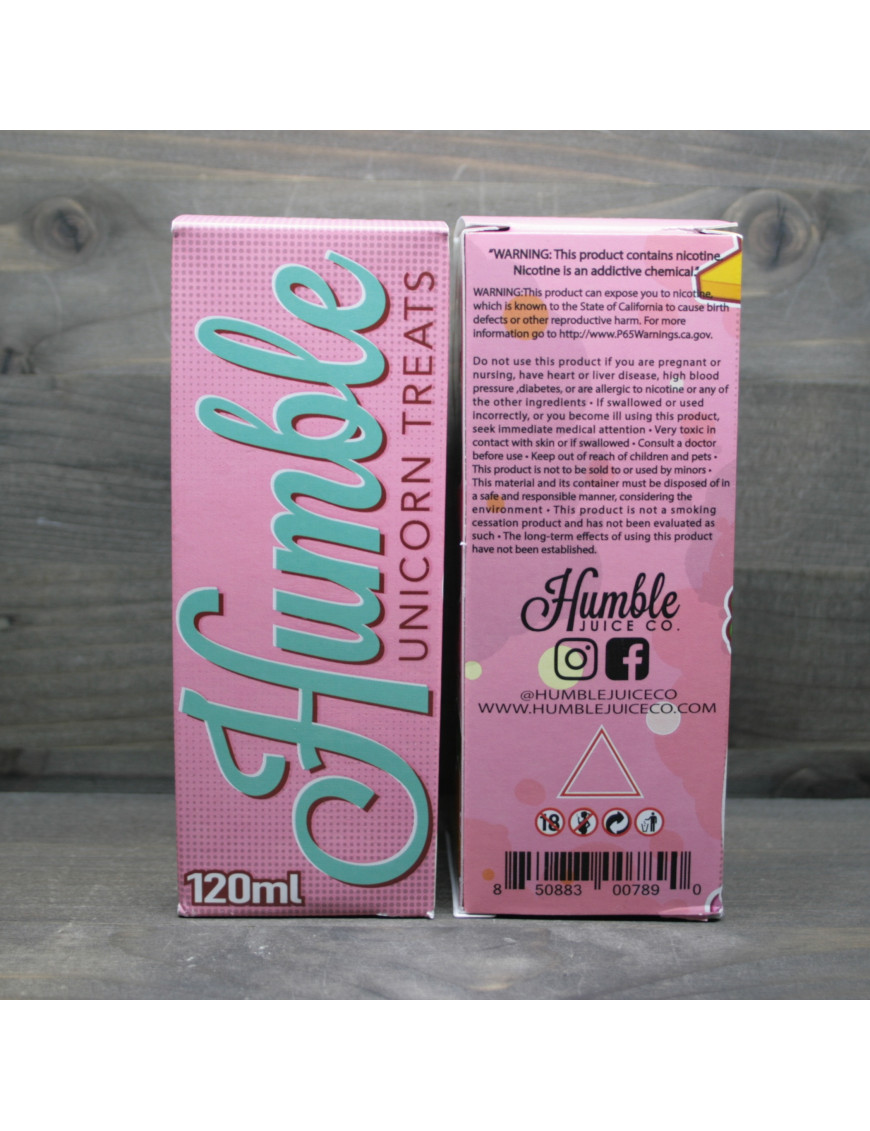 Humble
UNICORN TREATS
120ml
"WARNING: This product contains nicotine.
Nicotine is an addictive chemical."
WARNING:This product can expose you to nicotine,
which is known to the State of California to cause birth
defects or other reproductive harm. For more
information go to http://www.P65Warnings.ca.gov.
Do not use this product if you are pregnant or
nursing, have heart or liver disease, high blood
pressure ,diabetes, or are allergic to nicotine or any of
the other ingredients • If swallowed or used
incorrectly, or you become ill using this product,
seek immediate medical attention • Very toxic in
contact with skin or if swallowed • Consult a doctor
before use • Keep out of reach of children and pets •
This product is not to be sold to or used by minors •
This material and its container must be disposed of in
a safe and responsible manner, considering the
environment • This product is not a smoking
cessation product and has not been evaluated as
such • The long-term effects of using this product
have not been established.
Humble
JUICE CO.
@HUMBLEJUICECO
WWW.HUMBLEJUICECO.COM
18
8 50883 00789 0